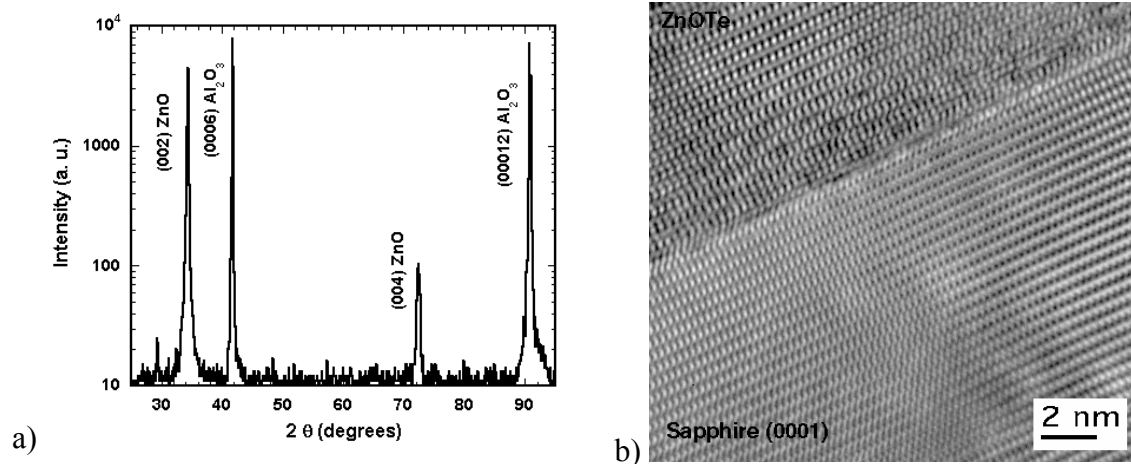 10⁴
1000
100
10
Intensity (a. u.)
(002) ZnO
(0006) Al₂O₃
(004) ZnO
(00012) Al₂O₃
30 40 50 60 70 80 90
2 θ (degrees)
a)
ZnOTe
Sapphire (0001)
2 nm
b)